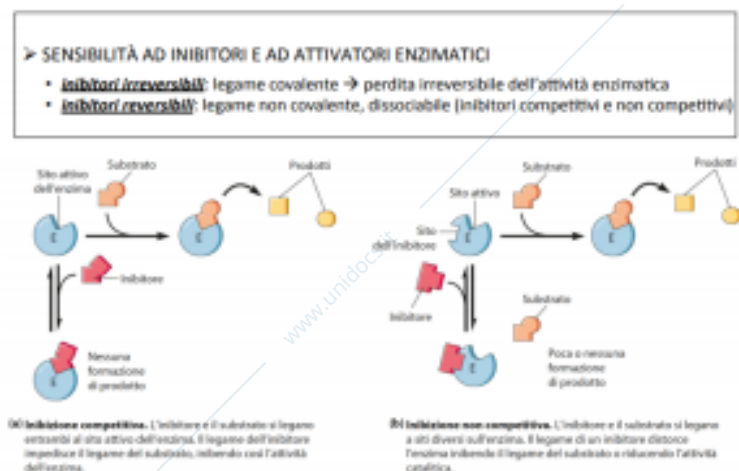 ➢ SENSIBILITÀ AD INIBITORI E AD ATTIVATORI ENZIMATICI
• Inibitori irreversibili: legame covalente → perdita irreversibile dell'attività enzimatica
• Inibitori reversibili: legame non covalente, dissociabile (inibitori competitivi e non competitivi)
Substrato
Sito attivo
dell'enzima
Prodotti
E
E
Inibitore
E
Nessuna
formazione
di prodotto
(a) Inibizione competitiva. L'inibitore e il substrato si legano
entrambi al sito attivo dell'enzima. Il legame dell'inibitore
impedisce il legame del substrato, inibendo così l'attività
dell'enzima.
Substrato
Prodotti
Sito attivo
Sito
dell'inibitore
E
E
Inibitore
Substrato
E
Poca o nessuna
formazione
di prodotto
(b) Inibizione non competitiva. L'inibitore e il substrato si legano
a siti diversi sull'enzima. Il legame di un inibitore distorce
l'enzima inibendo il legame del substrato o riducendo l'attività
catalitica.
www.unidocs.it